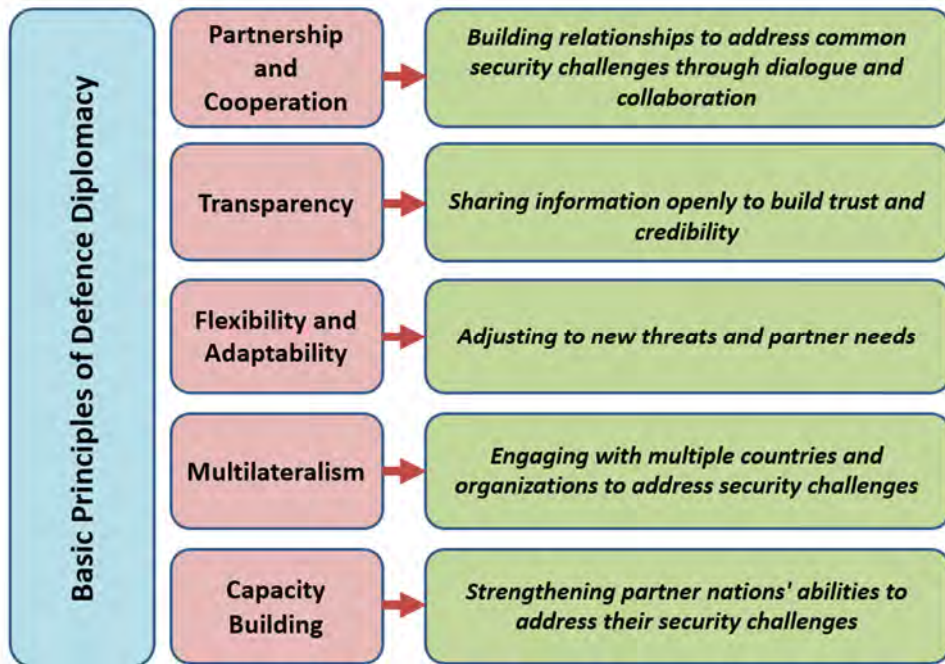 Basic Principles of Defence Diplomacy
Partnership
and
Cooperation
Building relationships to address common
security challenges through dialogue and
collaboration
Transparency
Sharing information openly to build trust and
credibility
Flexibility and
Adaptability
Adjusting to new threats and partner needs
Multilateralism
Engaging with multiple countries and
organizations to address security challenges
Capacity
Building
Strengthening partner nations' abilities to
address their security challenges